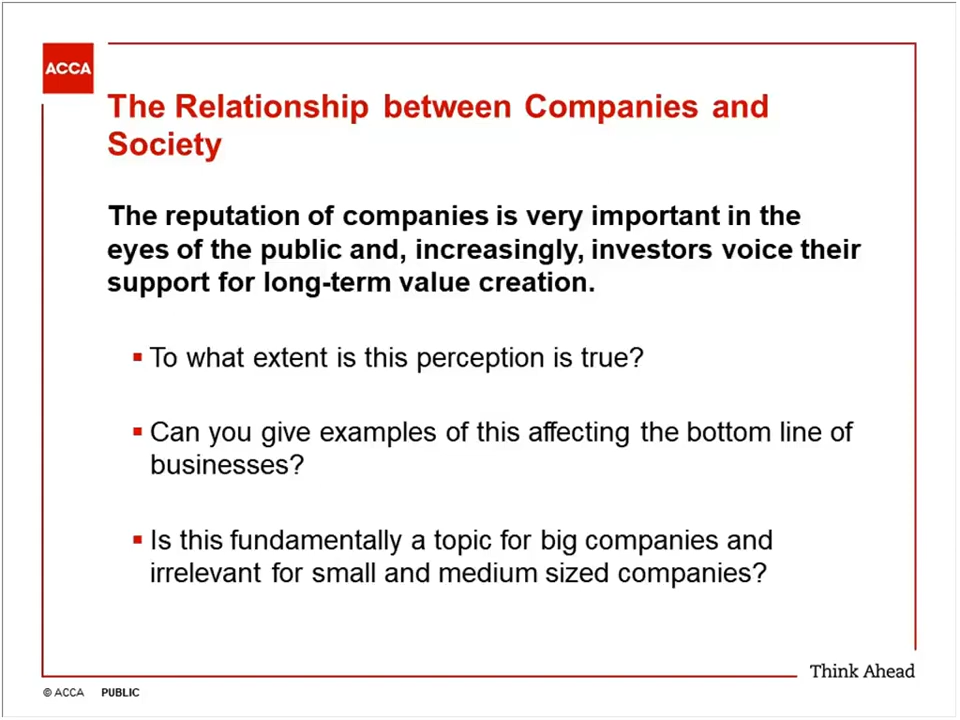 ACCA
The Relationship between Companies and
Society
The reputation of companies is very important in the
eyes of the public and, increasingly, investors voice their
support for long-term value creation.
▪ To what extent is this perception is true?
▪ Can you give examples of this affecting the bottom line of
businesses?
▪ Is this fundamentally a topic for big companies and
irrelevant for small and medium sized companies?
Think Ahead
© ACCA PUBLIC